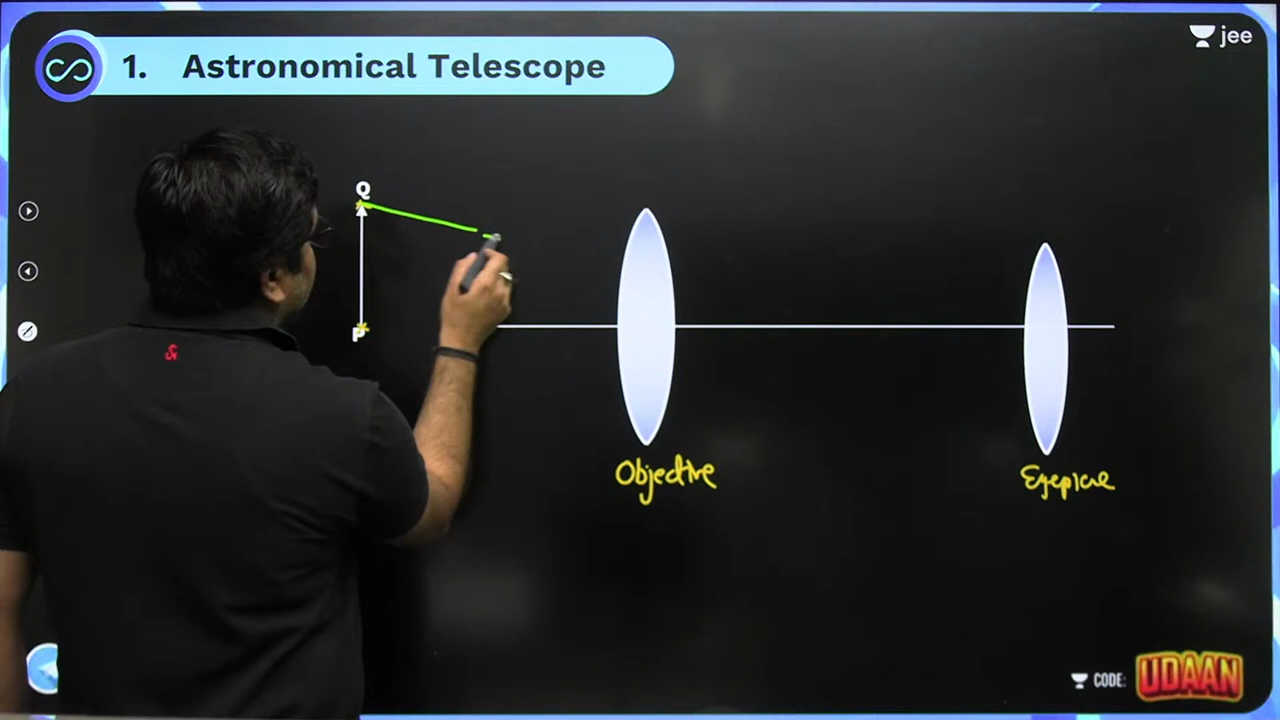 jee
1. Astronomical Telescope
Q
P
Objective
Eyepiece
CODE: UDAAN